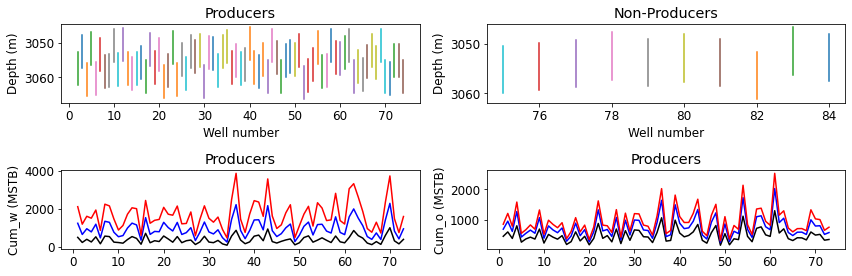 Producers
Depth (m)
3050
3060
0 10 20 30 40 50 60 70
Well number
Non-Producers
Depth (m)
3050
3060
76 78 80 82 84
Well number
Producers
Cum_w (MSTB)
4000
2000
0
0 10 20 30 40 50 60 70
Producers
Cum_o (MSTB)
2000
1000
0 10 20 30 40 50 60 70